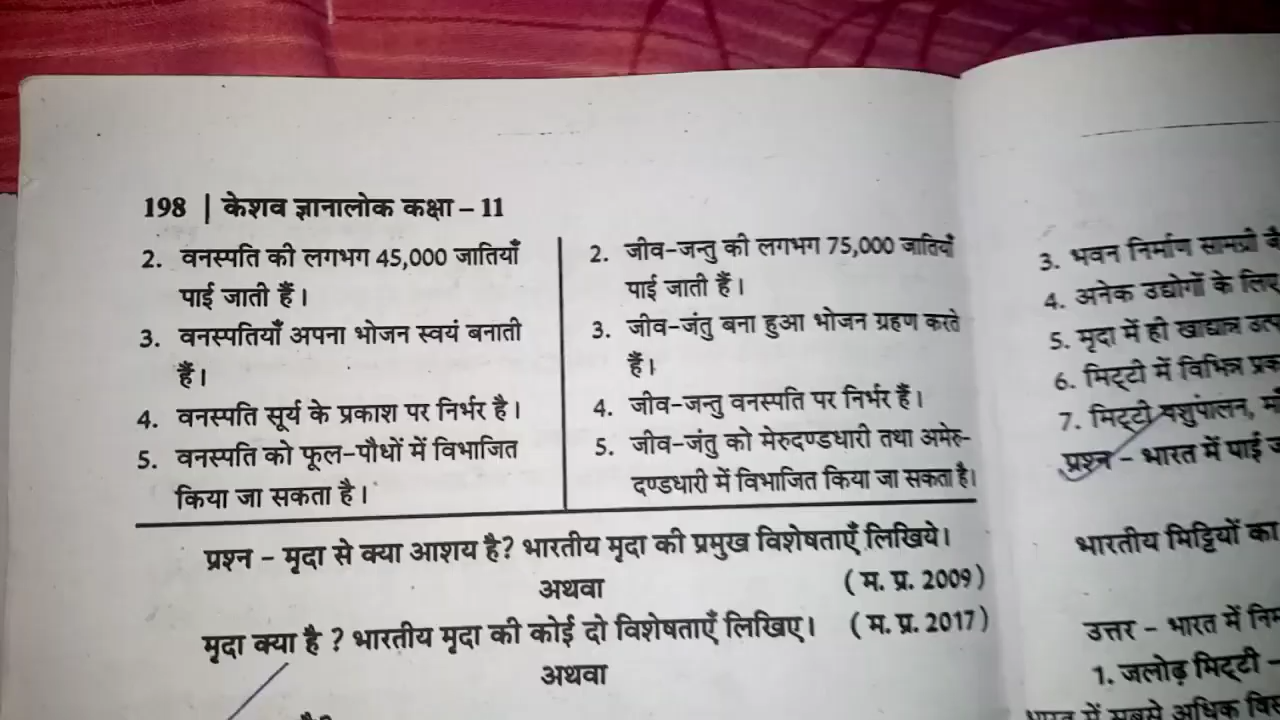 198 | केशव ज्ञानालोक कक्षा – 11
2. वनस्पति की लगभग 45,000 जातियाँ
पाई जाती हैं।
3. वनस्पतियाँ अपना भोजन स्वयं बनाती
हैं।
4. वनस्पति सूर्य के प्रकाश पर निर्भर है।
5. वनस्पति को फूल-पौधों में विभाजित
किया जा सकता है।
2. जीव-जन्तु की लगभग 75,000 जातियाँ
पाई जाती हैं।
3. जीव-जंतु बना हुआ भोजन ग्रहण करते
हैं।
4. जीव-जन्तु वनस्पति पर निर्भर हैं।
5. जीव-जंतु को मेरुदण्डधारी तथा अमेरु-
दण्डधारी में विभाजित किया जा सकता है।
प्रश्न – मृदा से क्या आशय है? भारतीय मृदा की प्रमुख विशेषताएँ लिखिये।
अथवा (म. प्र. 2009)
मृदा क्या है ? भारतीय मृदा की कोई दो विशेषताएँ लिखिए। (म. प्र. 2017)
अथवा
3. भवन निर्माण सामग्री
4. अनेक उद्योगों के लिए
5. मृदा में ही खाद्यान्न
6. मिट्टी में विभिन्न
7. मिट्टी पशुपालन,
प्रश्न – भारत में पाई
भारतीय मिट्टियों का
उत्तर – भारत में
1. जलोढ़ मिट्टी –
भारत में सबसे अधिक